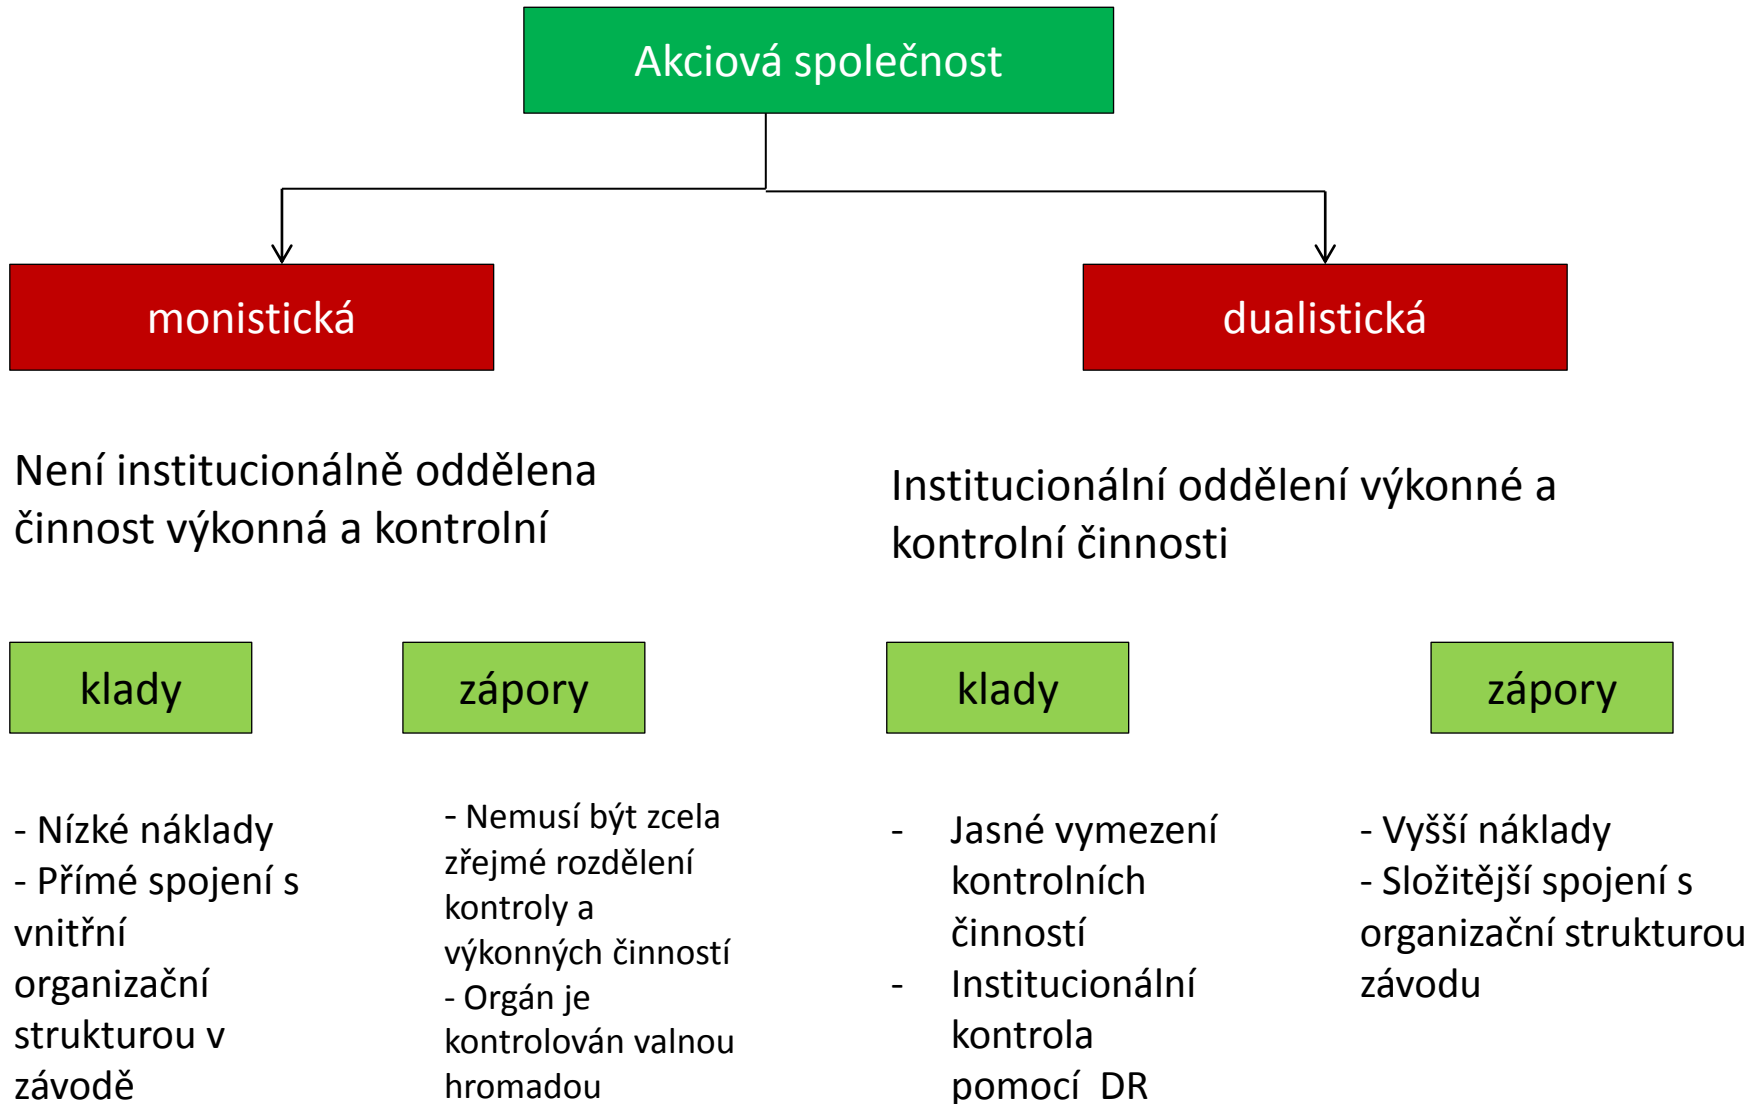 Akciová společnost
monistická
dualistická
Není institucionálně oddělena
činnost výkonná a kontrolní
Institucionální oddělení výkonné a
kontrolní činnosti
klady
zápory
klady
zápory
- Nízké náklady
- Přímé spojení s
vnitřní
organizační
strukturou v
závodě
- Nemusí být zcela
zřejmé rozdělení
kontroly a
výkonných činností
- Orgán je
kontrolován valnou
hromadou
- Jasné vymezení
kontrolních
činností
- Institucionální
kontrola
pomocí DR
- Vyšší náklady
- Složitější spojení s
organizační strukturou
závodu